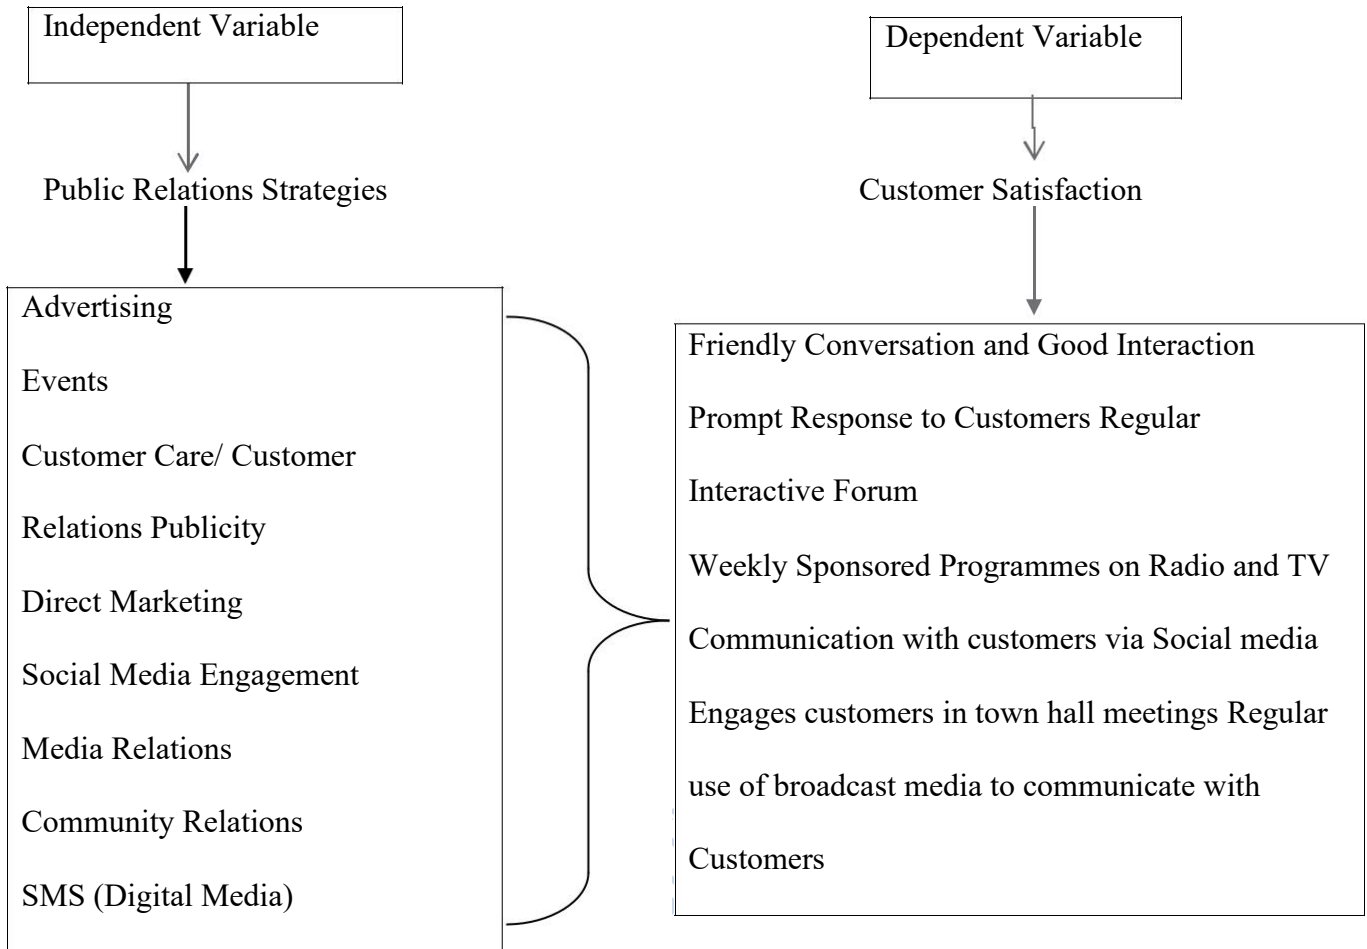 Independent Variable
Dependent Variable
Public Relations Strategies
Customer Satisfaction
Advertising
Events
Customer Care/ Customer
Relations Publicity
Direct Marketing
Social Media Engagement
Media Relations
Community Relations
SMS (Digital Media)
Friendly Conversation and Good Interaction
Prompt Response to Customers Regular
Interactive Forum
Weekly Sponsored Programmes on Radio and TV
Communication with customers via Social media
Engages customers in town hall meetings Regular
use of broadcast media to communicate with
Customers